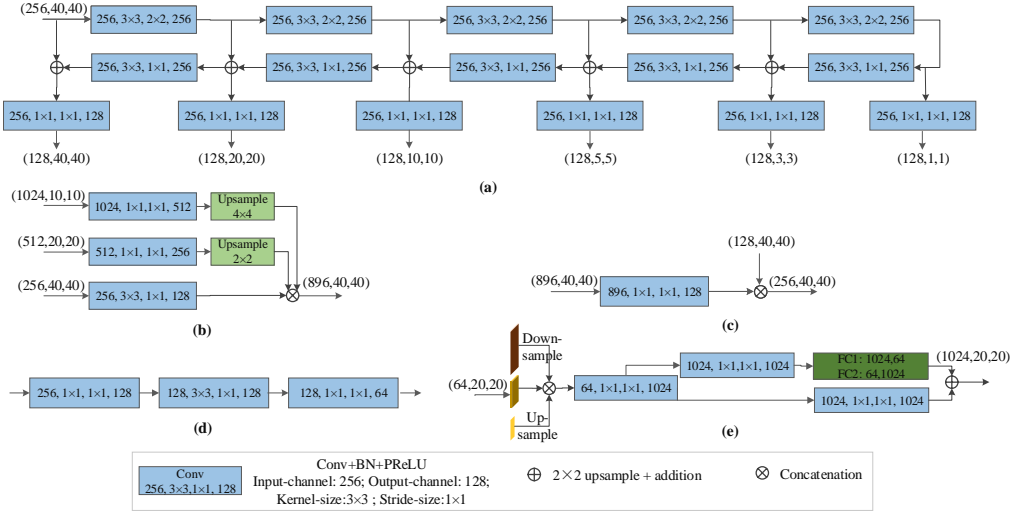 (256,40,40)
256, 3×3, 2×2, 256
256, 3×3, 2×2, 256
256, 3×3, 2×2, 256
256, 3×3, 2×2, 256
256, 3×3, 2×2, 256
256, 3×3, 1×1, 256
256, 3×3, 1×1, 256
256, 3×3, 1×1, 256
256, 3×3, 1×1, 256
256, 3×3, 1×1, 256
256, 1×1, 1×1, 128
256, 1×1, 1×1, 128
256, 1×1, 1×1, 128
256, 1×1, 1×1, 128
256, 1×1, 1×1, 128
256, 1×1, 1×1, 128
(128,40,40)
(128,20,20)
(128,10,10)
(128,5,5)
(128,3,3)
(128,1,1)
(a)
(1024,10,10)
1024, 1×1,1×1, 512
Upsample
4×4
(512,20,20)
512, 1×1, 1×1, 256
Upsample
2×2
(256,40,40)
256, 3×3, 1×1, 128
(896,40,40)
(b)
(128,40,40)
(896,40,40)
896, 1×1, 1×1, 128
(256,40,40)
(c)
256, 1×1, 1×1, 128
128, 3×3, 1×1, 128
128, 1×1, 1×1, 64
(d)
Down-
sample
(64,20,20)
Up-
sample
64, 1×1,1×1, 1024
1024, 1×1,1×1, 1024
FC1: 1024,64
FC2: 64,1024
1024, 1×1,1×1, 1024
(1024,20,20)
(e)
Conv
256, 3×3,1×1, 128
Conv+BN+PReLU
Input-channel: 256; Output-channel: 128;
Kernel-size:3×3 ; Stride-size:1×1
2×2 upsample + addition
Concatenation